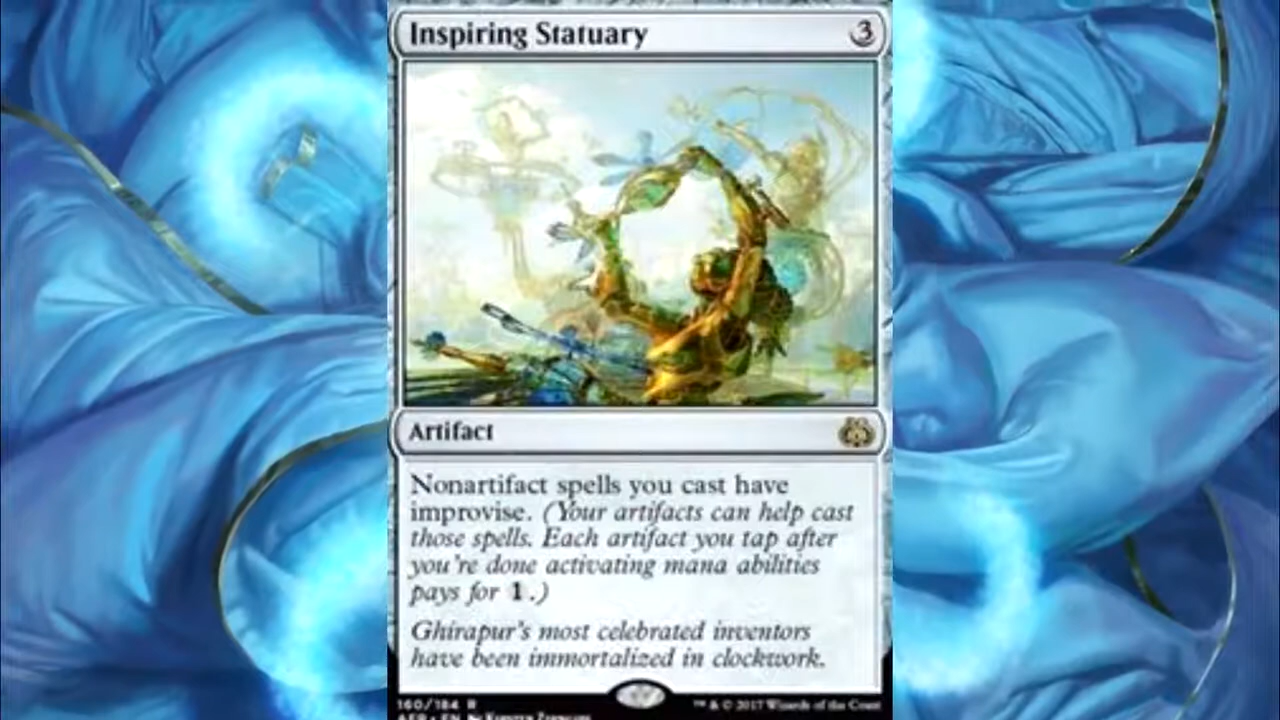 Inspiring Statuary 3
Artifact
Nonartifact spells you cast have
improvise. (Your artifacts can help cast
those spells. Each artifact you tap after
you're done activating mana abilities
pays for 1.)
Ghirapur's most celebrated inventors
have been immortalized in clockwork.
160/184 R ™ & © 2017 Wizards of the Coast
AER • EN